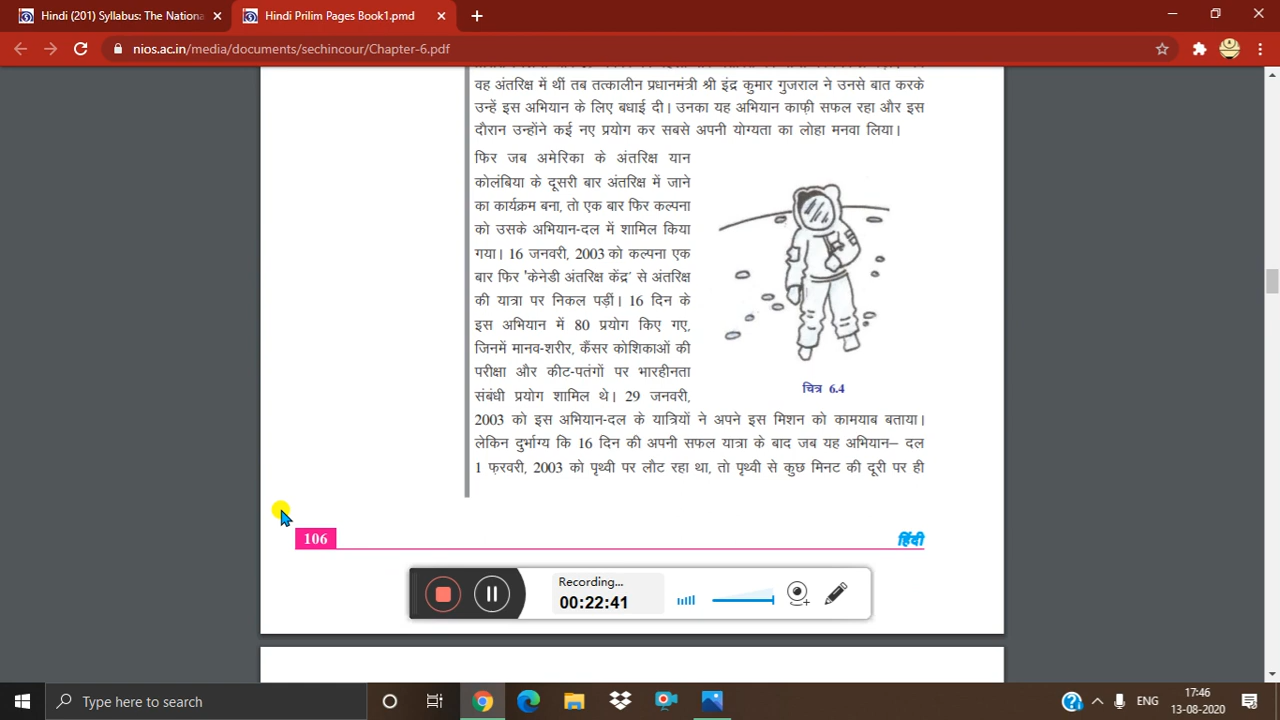 Hindi (201) Syllabus: The Nationa
Hindi Prilim Pages Book1.pmd
nios.ac.in/media/documents/sechincour/Chapter-6.pdf
वह अंतरिक्ष में थीं तब तत्कालीन प्रधानमंत्री श्री इंद्र कुमार गुजराल ने उनसे बात करके
उन्हें इस अभियान के लिए बधाई दी। उनका यह अभियान काफ़ी सफल रहा और इस
दौरान उन्होंने कई नए प्रयोग कर सबसे अपनी योग्यता का लोहा मनवा लिया।
फिर जब अमेरिका के अंतरिक्ष यान
कोलंबिया के दूसरी बार अंतरिक्ष में जाने
का कार्यक्रम बना, तो एक बार फिर कल्पना
को उसके अभियान-दल में शामिल किया
गया। 16 जनवरी, 2003 को कल्पना एक
बार फिर 'केनेडी अंतरिक्ष केंद्र' से अंतरिक्ष
की यात्रा पर निकल पड़ीं। 16 दिन के
इस अभियान में 80 प्रयोग किए गए,
जिनमें मानव-शरीर, कैंसर कोशिकाओं की
परीक्षा और कीट-पतंगों पर भारहीनता
संबंधी प्रयोग शामिल थे। 29 जनवरी,
चित्र 6.4
2003 को इस अभियान-दल के यात्रियों ने अपने इस मिशन को कामयाब बताया।
लेकिन दुर्भाग्य कि 16 दिन की अपनी सफल यात्रा के बाद जब यह अभियान– दल
1 फ़रवरी, 2003 को पृथ्वी पर लौट रहा था, तो पृथ्वी से कुछ मिनट की दूरी पर ही
106
हिंदी
Recording...
00:22:41
Type here to search
ENG
17:46
13-08-2020